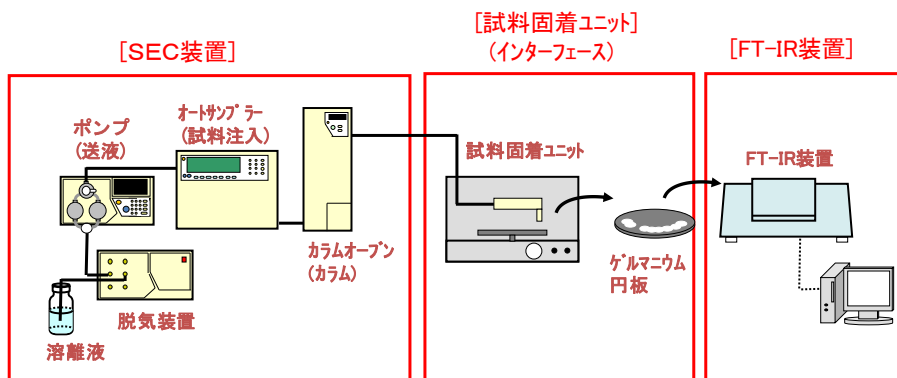 [SEC装置]
[試料固着ユニット]
(インターフェース)
[FT-IR装置]
ポンプ
(送液)
ｵｰﾄｻﾝﾌﾟﾗｰ
(試料注入)
カラムオーブン
(カラム)
脱気装置
溶離液
試料固着ﾕﾆｯﾄ
ｹﾞﾙﾏﾆｳﾑ
円板
FT-IR装置